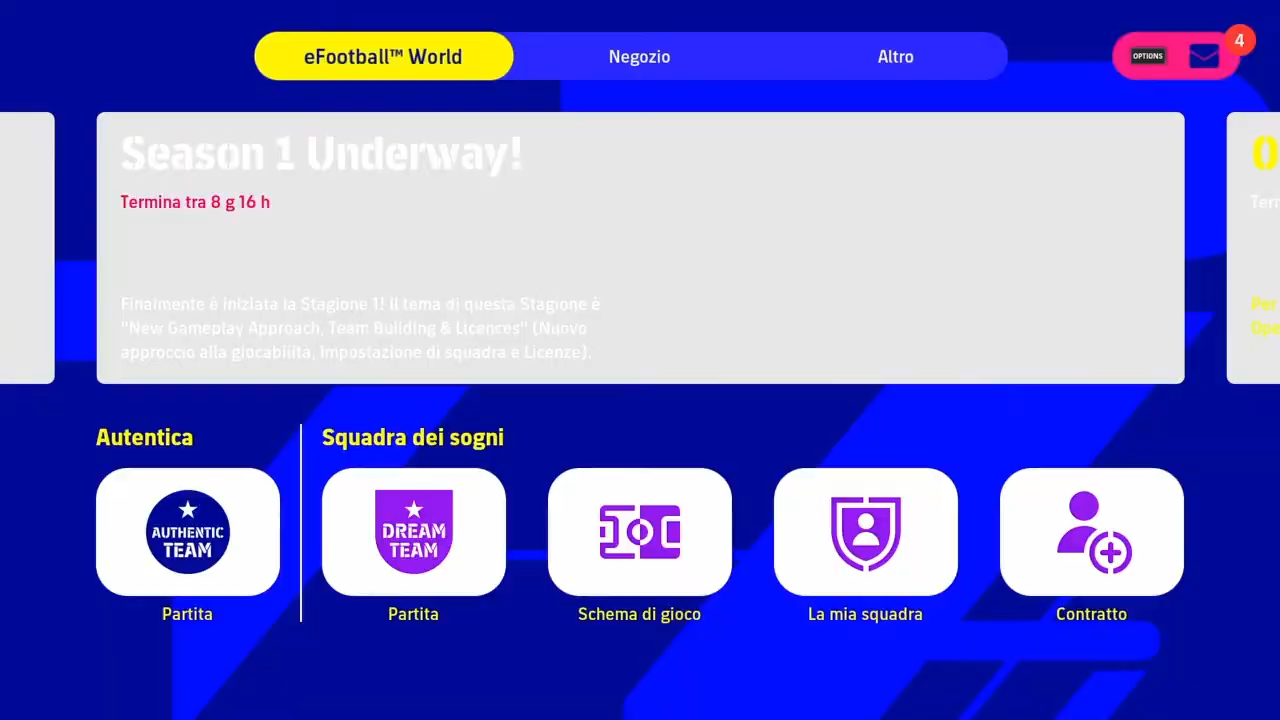 eFootball™ World
Negozio
Altro
OPTIONS
4
Season 1 Underway!
Termina tra 8 g 16 h
Finalmente è iniziata la Stagione 1! Il tema di questa Stagione è
"New Gameplay Approach, Team Building & Licences" (Nuovo
approccio alla giocabilità, Impostazione di squadra e Licenze).
0
Per
Autentica
Squadra dei sogni
AUTHENTIC
TEAM
DREAM
TEAM
Partita
Partita
Schema di gioco
La mia squadra
Contratto